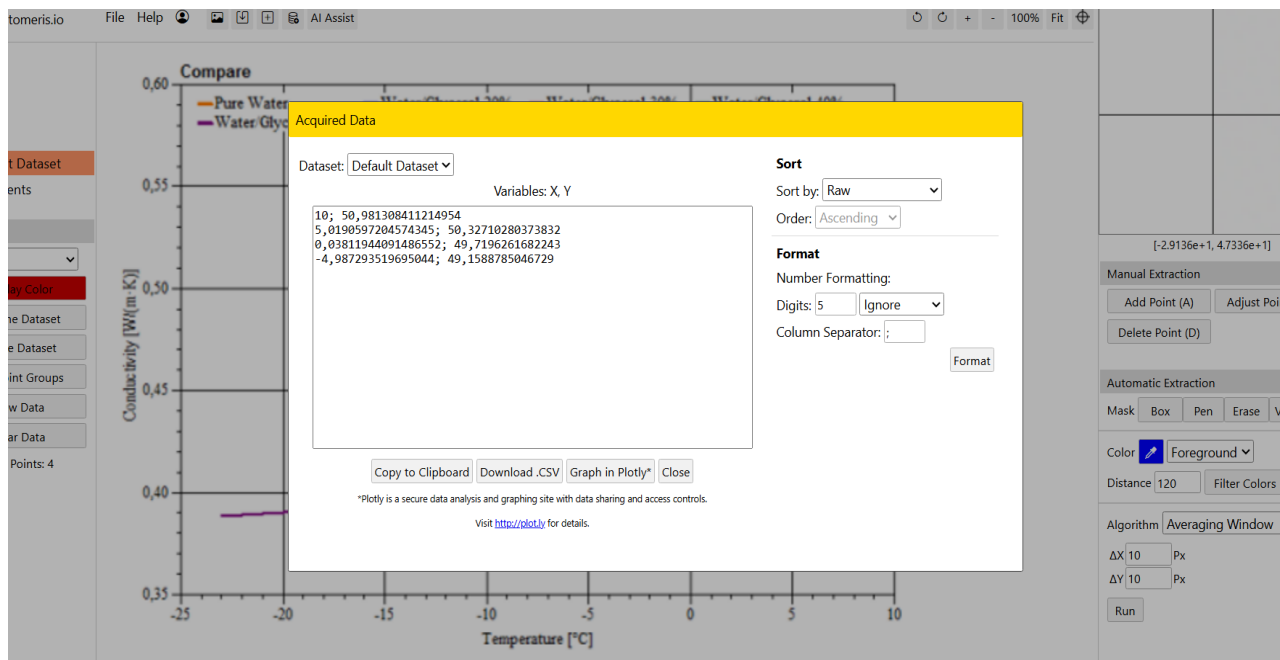 tomeris.io
File Help AI Assist
+ - 100% Fit
Compare
Pure Water
Water/Glyc
Acquired Data
Dataset: Default Dataset
Variables: X, Y
10; 50,981308411214954
5,0190597204574345; 50,32710280373832
0,03811944091486552; 49,7196261682243
-4,987293519695044; 49,1588785046729
Copy to Clipboard Download .CSV Graph in Plotly* Close
*Plotly is a secure data analysis and graphing site with data sharing and access controls.
Visit http://plot.ly for details.
Sort
Sort by: Raw
Order: Ascending
Format
Number Formatting:
Digits: 5 Ignore
Column Separator: ;
Format
t Dataset
ents
lay Color
ne Dataset
e Dataset
int Groups
w Data
ar Data
Points: 4
0,60
0,55
0,50
0,45
0,40
0,35
Conductivity [W/(m·K)]
-25 -20 -15 -10 -5 0 5 10
Temperature [°C]
[-2.9136e+1, 4.7336e+1]
Manual Extraction
Add Point (A) Adjust Poi
Delete Point (D)
Automatic Extraction
Mask Box Pen Erase V
Color Foreground
Distance 120 Filter Colors
Algorithm Averaging Window
ΔX 10 Px
ΔY 10 Px
Run